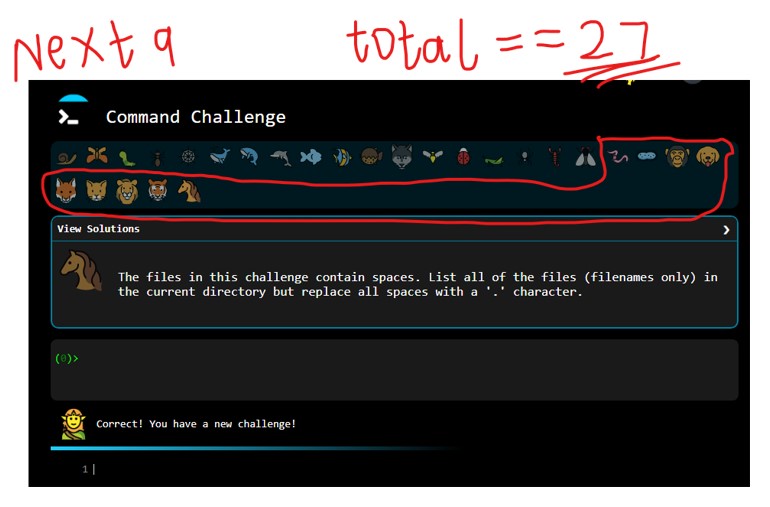 Next 9 total == 27
Command Challenge
View Solutions
The files in this challenge contain spaces. List all of the files (filenames only) in
the current directory but replace all spaces with a '.' character.
(0)>
Correct! You have a new challenge!
1